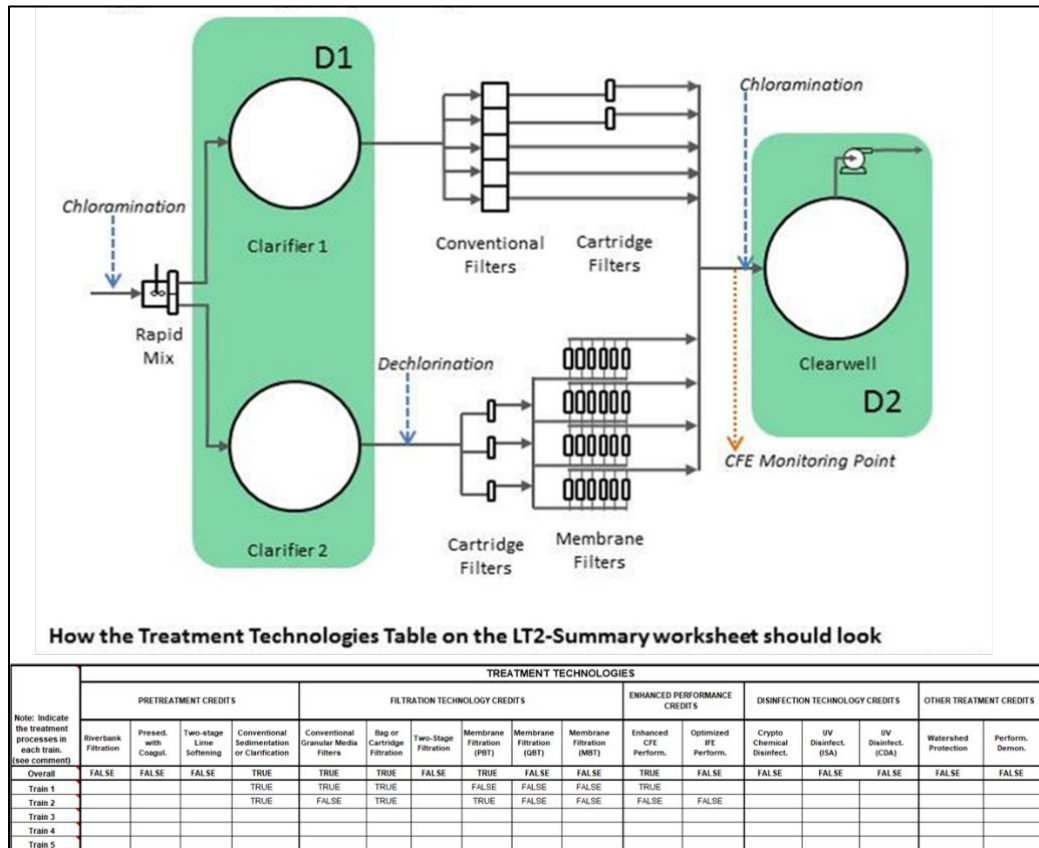 D1
Chloramination
Chloramination
Clarifier 1
Conventional
Filters
Cartridge
Filters
Rapid
Mix
Dechlorination
Clearwell
D2
CFE Monitoring Point
Clarifier 2
Cartridge
Filters
Membrane
Filters
How the Treatment Technologies Table on the LT2-Summary worksheet should look
TREATMENT TECHNOLOGIES
Note: Indicate
the treatment
processes in
each train.
(see comment)
PRETREATMENT CREDITS
FILTRATION TECHNOLOGY CREDITS
ENHANCED PERFORMANCE
CREDITS
DISINFECTION TECHNOLOGY CREDITS
OTHER TREATMENT CREDITS
Riverbank
Filtration
Presed.
with
Coagul.
Two-stage
Lime
Softening
Conventional
Sedimentation
or Clarification
Conventional
Granular Media
Filters
Bag or
Cartridge
Filtration
Two-Stage
Filtration
Membrane
Filtration
(PBT)
Membrane
Filtration
(QBT)
Membrane
Filtration
(MBT)
Enhanced
CFE
Perform.
Optimized
IFE
Perform.
Crypto
Chemical
Disinfect.
UV
Disinfect.
(ISA)
UV
Disinfect.
(CDA)
Watershed
Protection
Perform.
Demon.
Overall FALSE FALSE FALSE TRUE TRUE TRUE FALSE TRUE FALSE FALSE TRUE FALSE FALSE FALSE FALSE FALSE FALSE
Train 1 TRUE TRUE TRUE FALSE FALSE FALSE TRUE
Train 2 TRUE FALSE TRUE TRUE FALSE FALSE FALSE FALSE
Train 3
Train 4
Train 5